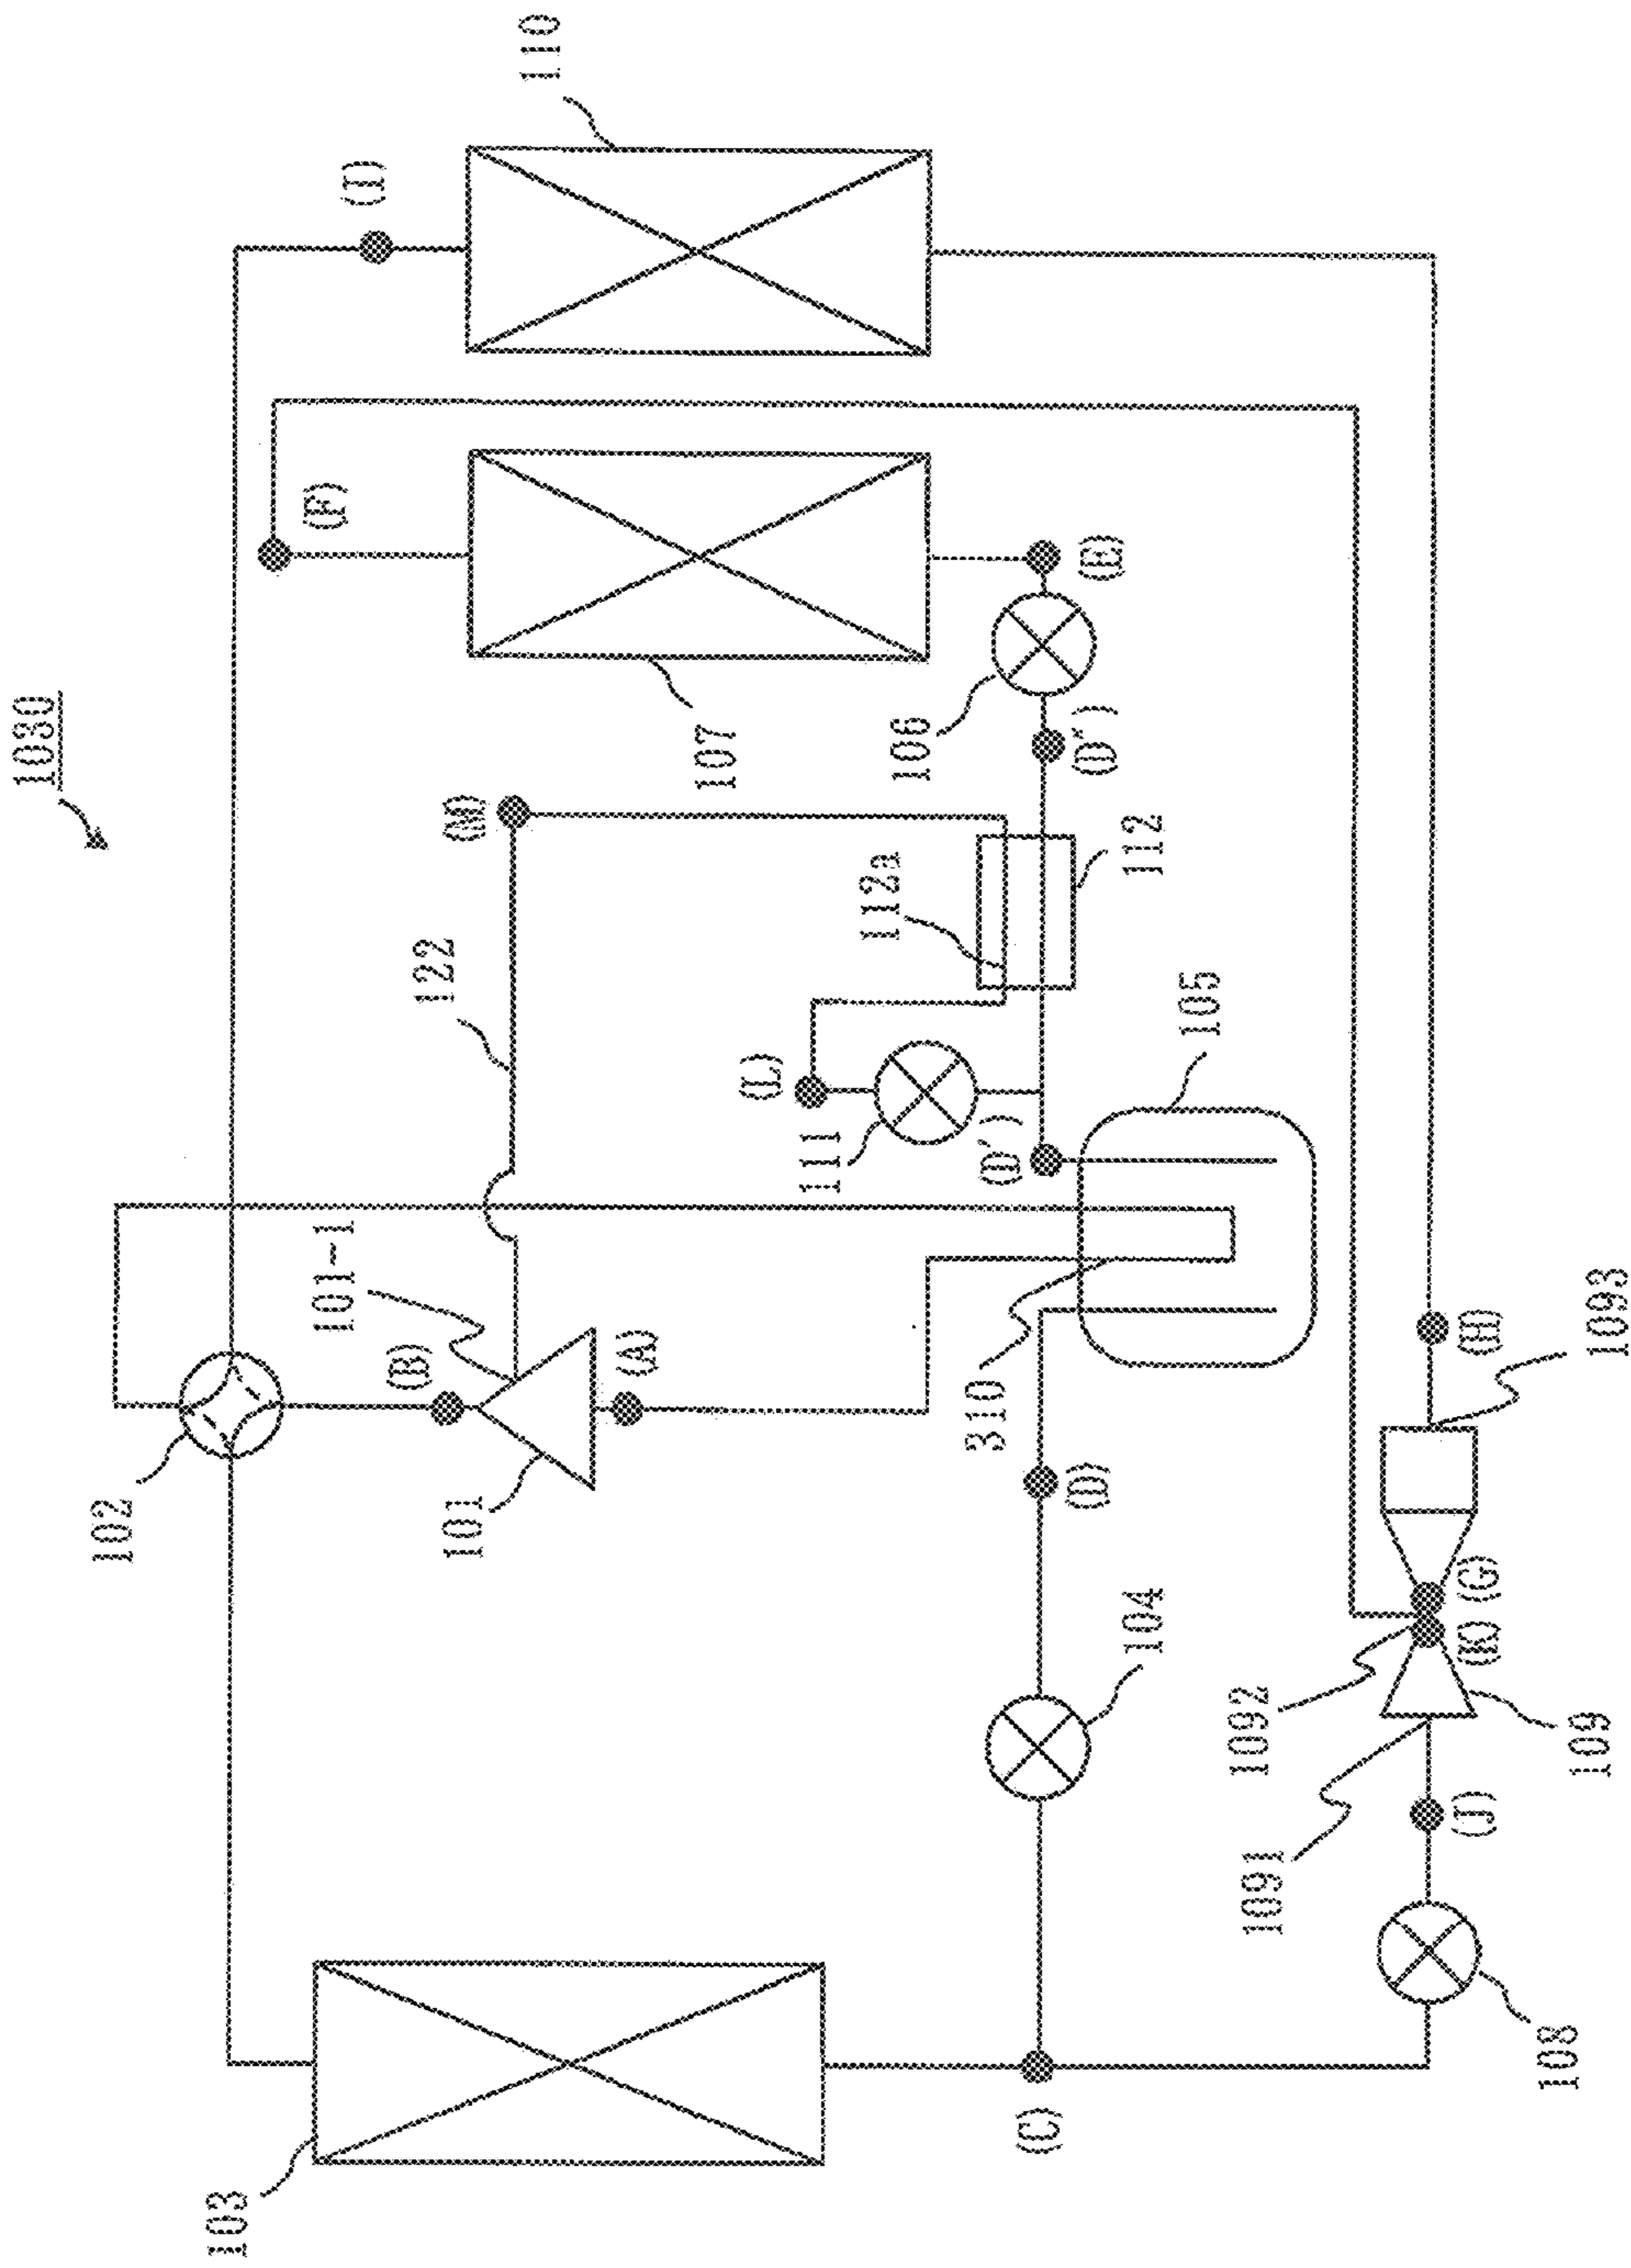 1030
110
(I)
(F)
107
(E)
106
(D")
(M)
122
112a
112
(L)
111
(D')
105
101-1
(B)
(A)
102
101
310
(D)
104
(H)
1093
(G)
(K)
1092
109
1091
(J)
108
103
(C)